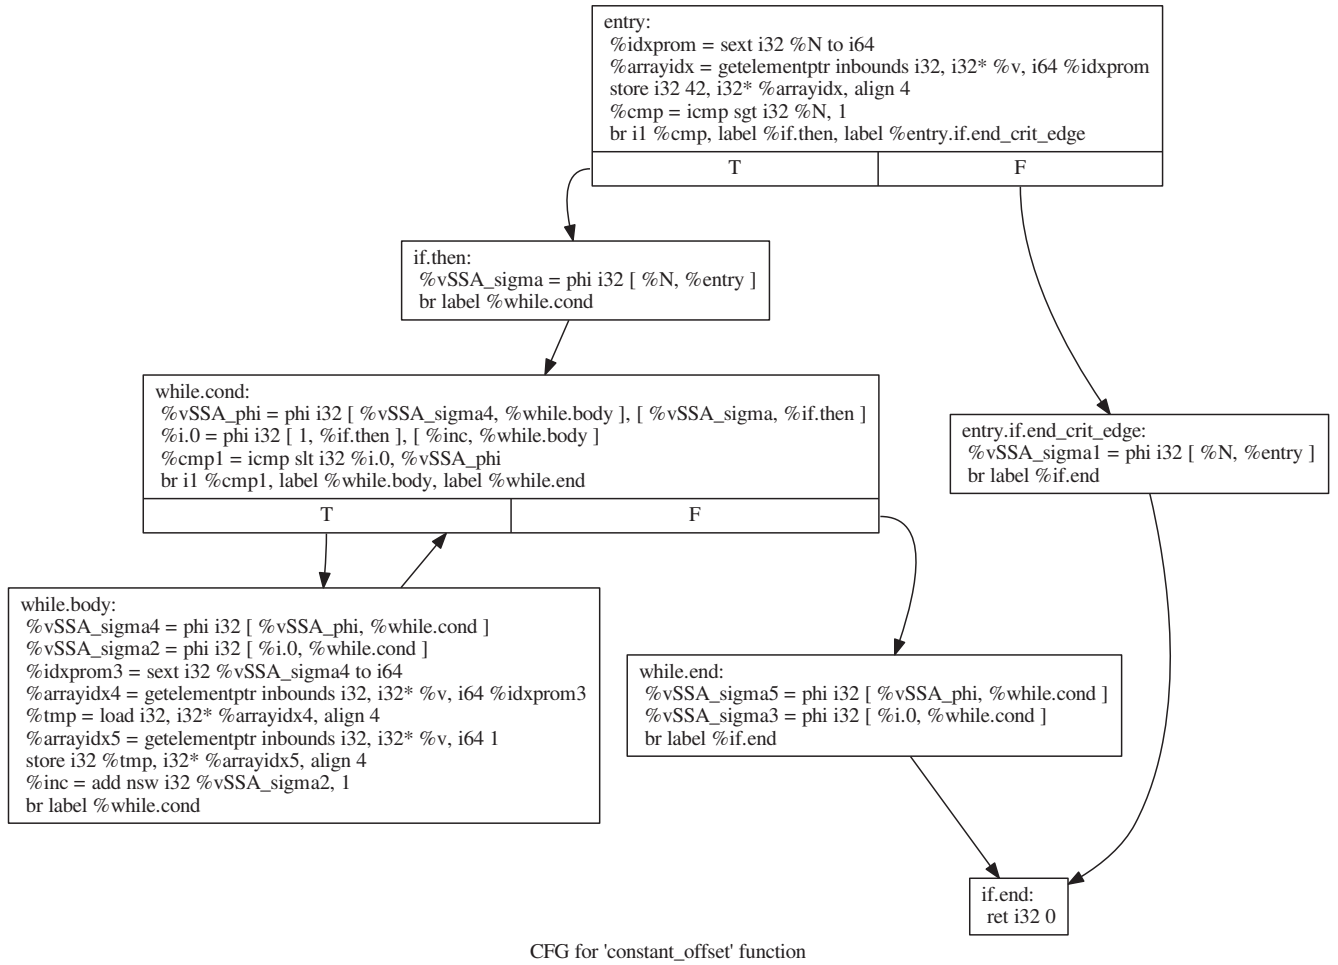 entry:
%idxprom = sext i32 %N to i64
%arrayidx = getelementptr inbounds i32, i32* %v, i64 %idxprom
store i32 42, i32* %arrayidx, align 4
%cmp = icmp sgt i32 %N, 1
br i1 %cmp, label %if.then, label %entry.if.end_crit_edge
T
F
if.then:
%vSSA_sigma = phi i32 [ %N, %entry ]
br label %while.cond
while.cond:
%vSSA_phi = phi i32 [ %vSSA_sigma4, %while.body ], [ %vSSA_sigma, %if.then ]
%i.0 = phi i32 [ 1, %if.then ], [ %inc, %while.body ]
%cmp1 = icmp slt i32 %i.0, %vSSA_phi
br i1 %cmp1, label %while.body, label %while.end
T
F
entry.if.end_crit_edge:
%vSSA_sigma1 = phi i32 [ %N, %entry ]
br label %if.end
while.body:
%vSSA_sigma4 = phi i32 [ %vSSA_phi, %while.cond ]
%vSSA_sigma2 = phi i32 [ %i.0, %while.cond ]
%idxprom3 = sext i32 %vSSA_sigma4 to i64
%arrayidx4 = getelementptr inbounds i32, i32* %v, i64 %idxprom3
%tmp = load i32, i32* %arrayidx4, align 4
%arrayidx5 = getelementptr inbounds i32, i32* %v, i64 1
store i32 %tmp, i32* %arrayidx5, align 4
%inc = add nsw i32 %vSSA_sigma2, 1
br label %while.cond
while.end:
%vSSA_sigma5 = phi i32 [ %vSSA_phi, %while.cond ]
%vSSA_sigma3 = phi i32 [ %i.0, %while.cond ]
br label %if.end
if.end:
ret i32 0
CFG for 'constant_offset' function